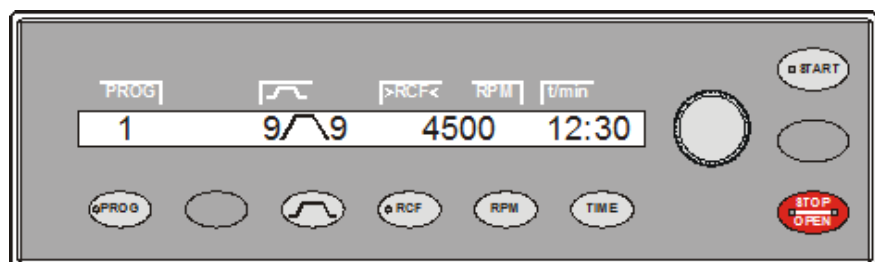 PROG >RCF< RPM t/min
1 9 9 4500 12:30
START
PROG RCF RPM TIME
STOP
OPEN